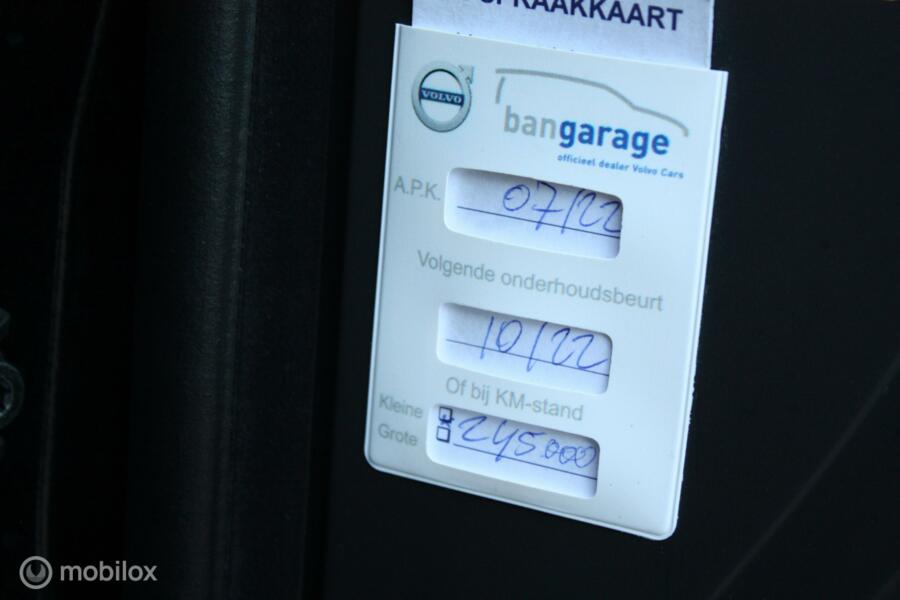 SPRAAKKAART
VOLVO
bangarage
officieel dealer Volvo Cars
A.P.K. 07/22
Volgende onderhoudsbeurt
10/22
Of bij KM-stand
Kleine
Grote
245.000
mobilox